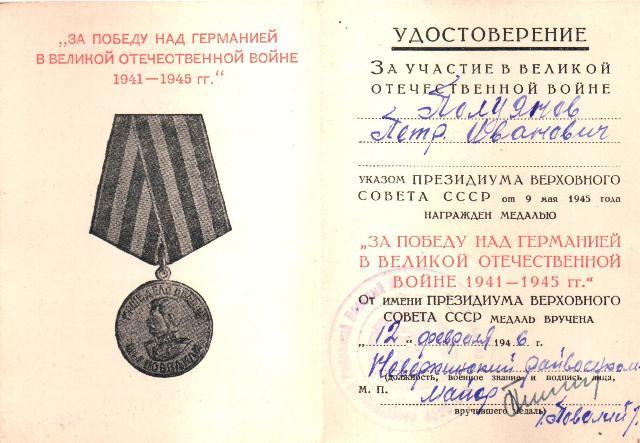 „ЗА ПОБЕДУ НАД ГЕРМАНИЕЙ
В ВЕЛИКОЙ ОТЕЧЕСТВЕННОЙ ВОЙНЕ
1941—1945 гг.“
УДОСТОВЕРЕНИЕ
ЗА УЧАСТИЕ В ВЕЛИКОЙ
ОТЕЧЕСТВЕННОЙ ВОЙНЕ
Полуянов
Петр Иванович
УКАЗОМ ПРЕЗИДИУМА ВЕРХОВНОГО
СОВЕТА СССР от 9 мая 1945 года
НАГРАЖДЕН МЕДАЛЬЮ
„ЗА ПОБЕДУ НАД ГЕРМАНИЕЙ
В ВЕЛИКОЙ ОТЕЧЕСТВЕННОЙ
ВОЙНЕ 1941—1945 гг.“
ОТ ИМЕНИ ПРЕЗИДИУМА ВЕРХОВНОГО
СОВЕТА СССР МЕДАЛЬ ВРУЧЕНА
„12“ февраля 1946 г.
Неверкинский райвоенком
(должность, военное звание и подпись лица,
М. П. майор
вручившего медаль)